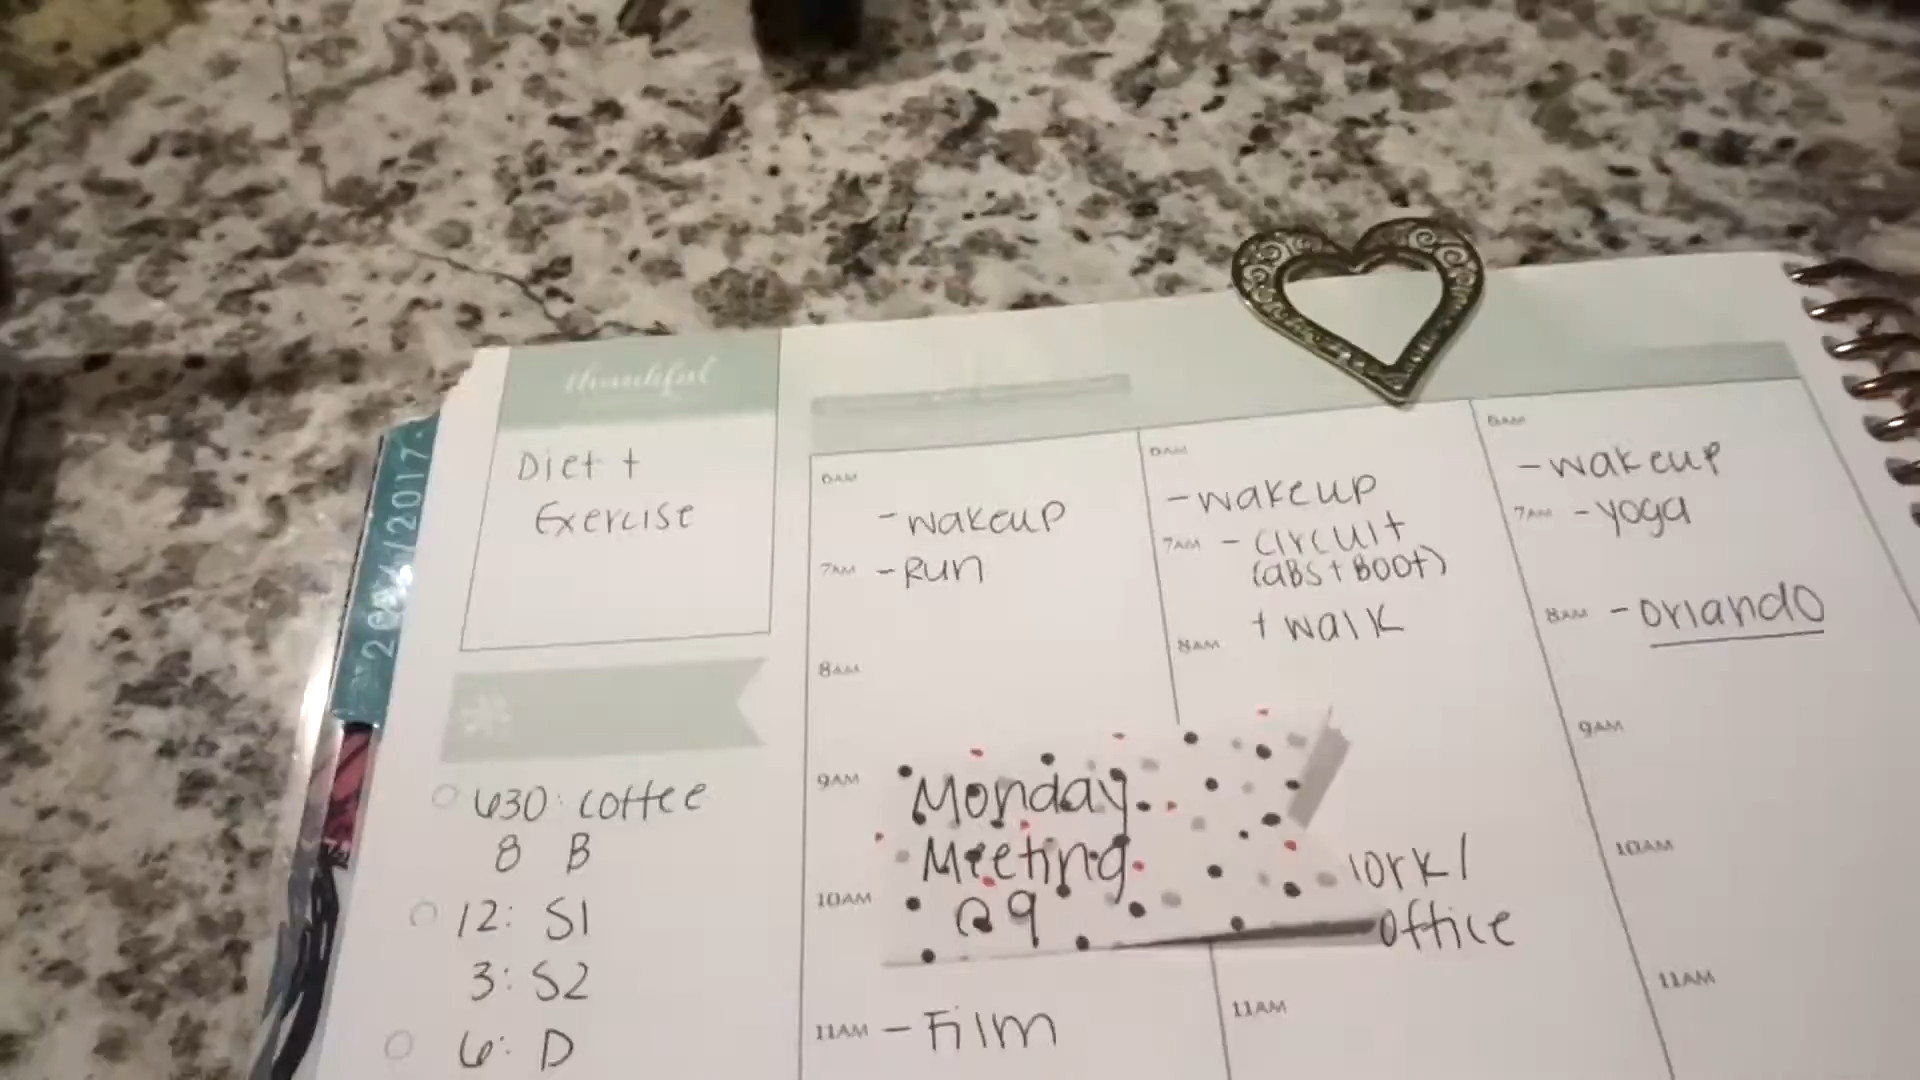 thankful
Diet +
Exercise
2016/2017
630: coffee
8 B
12: S1
3: S2
6: D
6AM
- wakeup
7AM - Run
8AM
9AM
Monday
Meeting
@9
10AM
11AM - Film
6AM
- wakeup
7AM - circuit
(abs + Boot)
+ walk
8AM
office
11AM
6AM
- wakeup
7AM - yoga
8AM - orlando
9AM
10AM
11AM